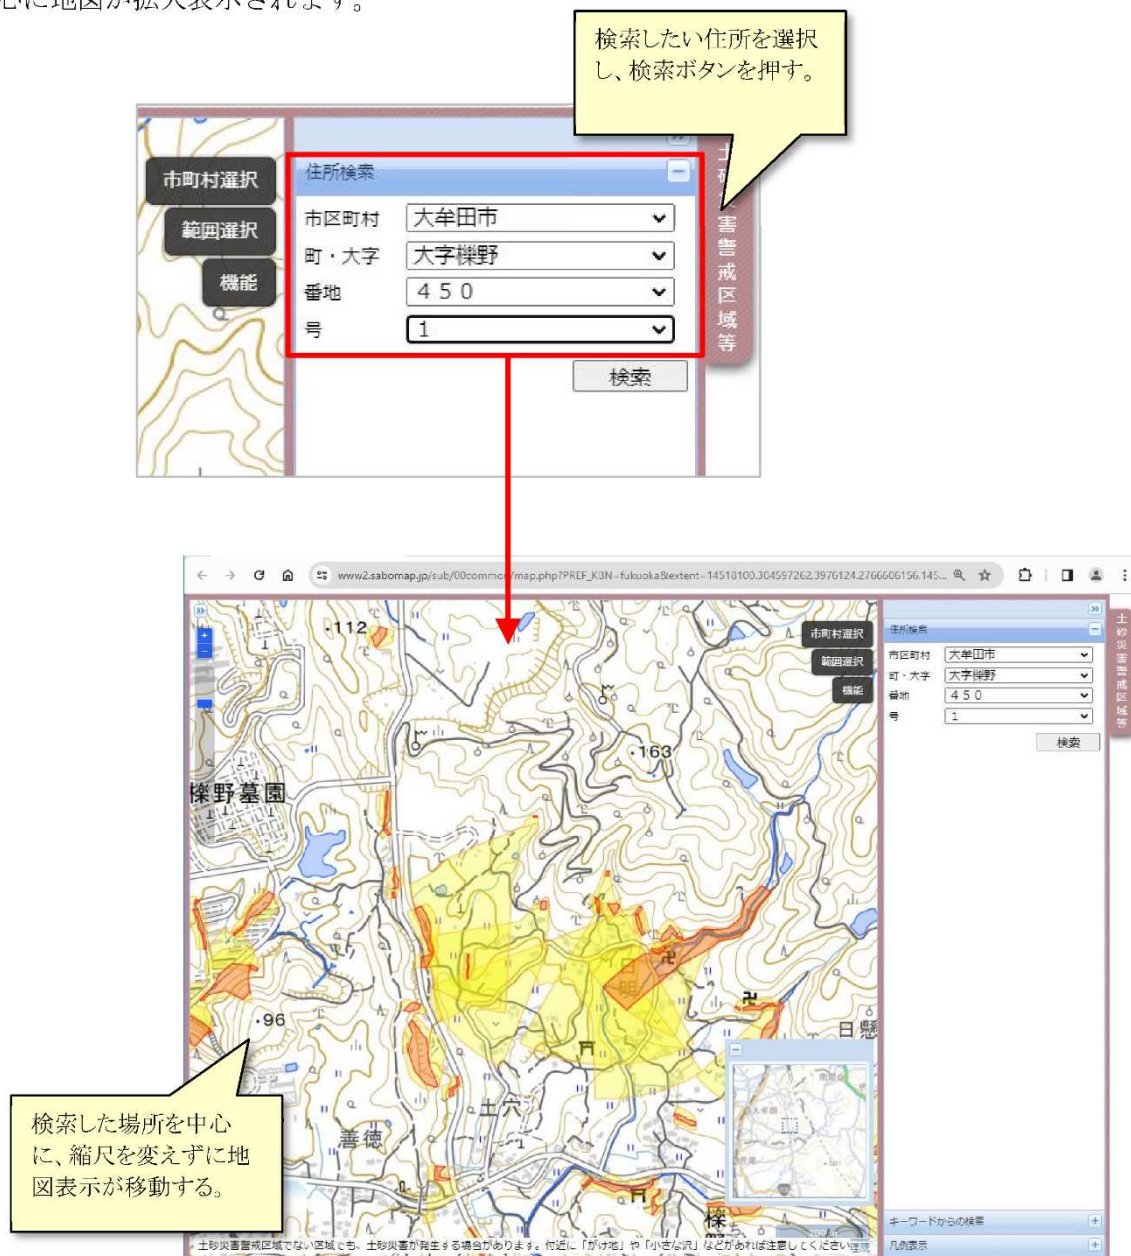 心に地図が拡大表示されます。
検索したい住所を選択
し、検索ボタンを押す。
市町村選択
範囲選択
機能
住所検索
市区町村 大牟田市
町・大字 大字櫟野
番地 ４５０
号 1
検索
土砂災害警戒区域等
www2.sabomap.jp/sub/00common/map.php?PREF_KBN=fukuoka&extent=14518100.304597262,3976124.2766606156,145...
・112
・163
櫟野墓園
・96
日明
土穴
善徳
櫟
市町村選択
範囲選択
機能
住所検索
市区町村 大牟田市
町・大字 大字櫟野
番地 ４５０
号 1
検索
土砂災害警戒区域等
検索した場所を中心
に、縮尺を変えずに地
図表示が移動する。
キーワードからの検索
凡例表示
土砂災害警戒区域でない区域でも、土砂災害が発生する場合があります。付近に「がけ地」や「小さな沢」などがあれば注意してください